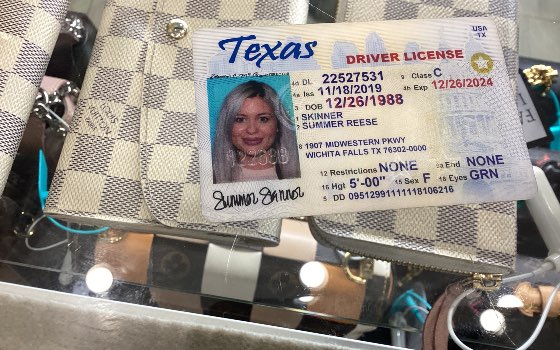 Texas
USA
TX
DRIVER LICENSE
4d DL 22527531 9 Class C
4a Iss 11/18/2019 4b Exp 12/26/2024
3 DOB 12/26/1988
1 SKINNER
2 SUMMER REESE
8 1907 MIDWESTERN PKWY
WICHITA FALLS TX 76302-0000
12 Restrictions NONE 9a End NONE
16 Hgt 5'-00" 15 Sex F 18 Eyes GRN
5 DD 09512991111118106216
Summer Skinner